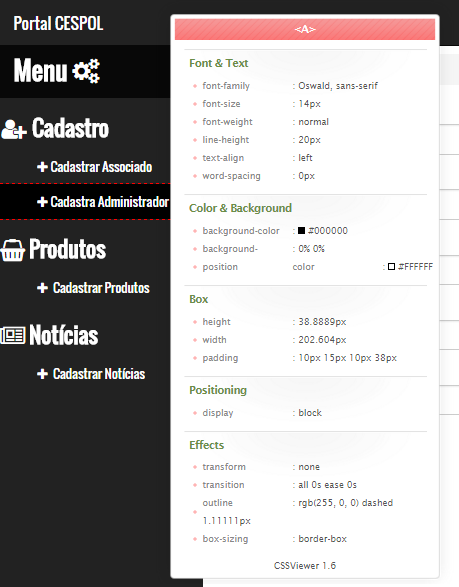 Portal CESPOL
Menu
Cadastro
Cadastrar Associado
Cadastra Administrador
Produtos
Cadastrar Produtos
Notícias
Cadastrar Notícias
<A>
Font & Text
font-family : Oswald, sans-serif
font-size : 14px
font-weight : normal
line-height : 20px
text-align : left
word-spacing : 0px
Color & Background
background-color : #000000
background- : 0% 0%
position color : #FFFFFF
Box
height : 38.8889px
width : 202.604px
padding : 10px 15px 10px 38px
Positioning
display : block
Effects
transform : none
transition : all 0s ease 0s
outline : rgb(255, 0, 0) dashed
1.11111px
box-sizing : border-box
CSSViewer 1.6